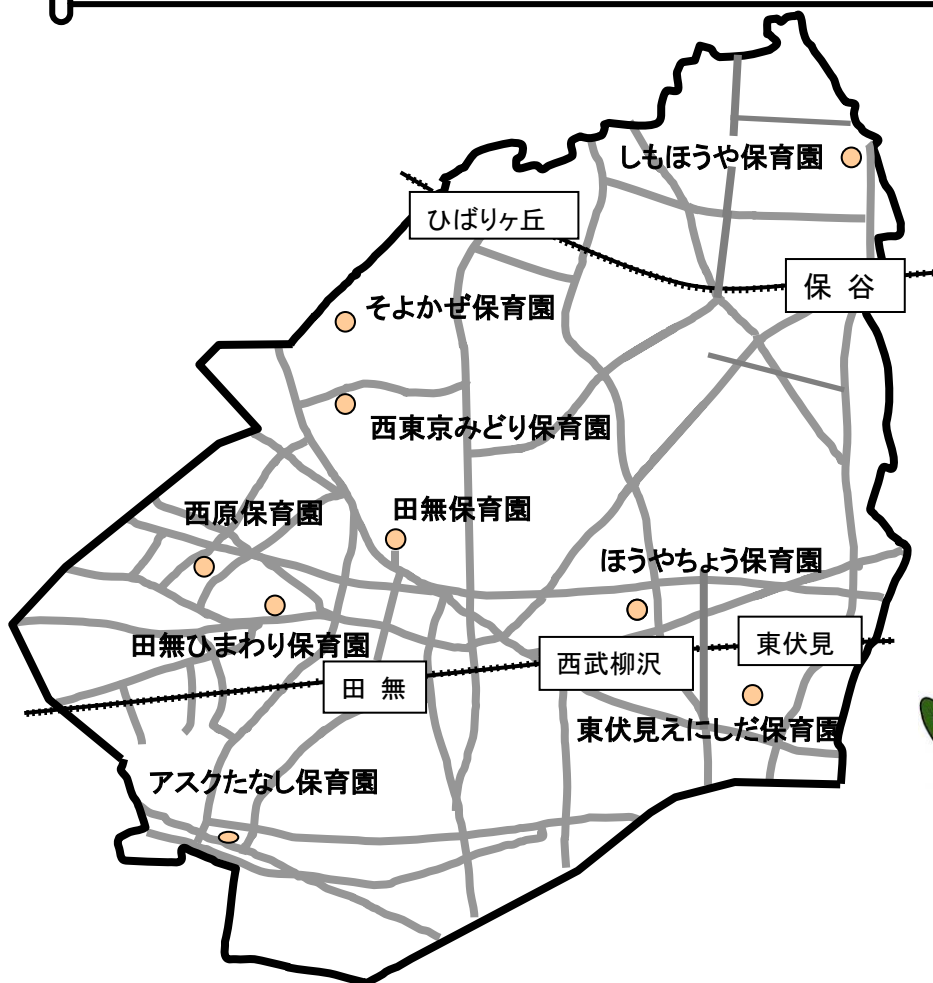 しもほうや保育園
ひばりヶ丘
保 谷
そよかぜ保育園
西東京みどり保育園
西原保育園
田無保育園
ほうやちょう保育園
田無ひまわり保育園
東伏見
西武柳沢
田 無
東伏見えにしだ保育園
アスクたなし保育園